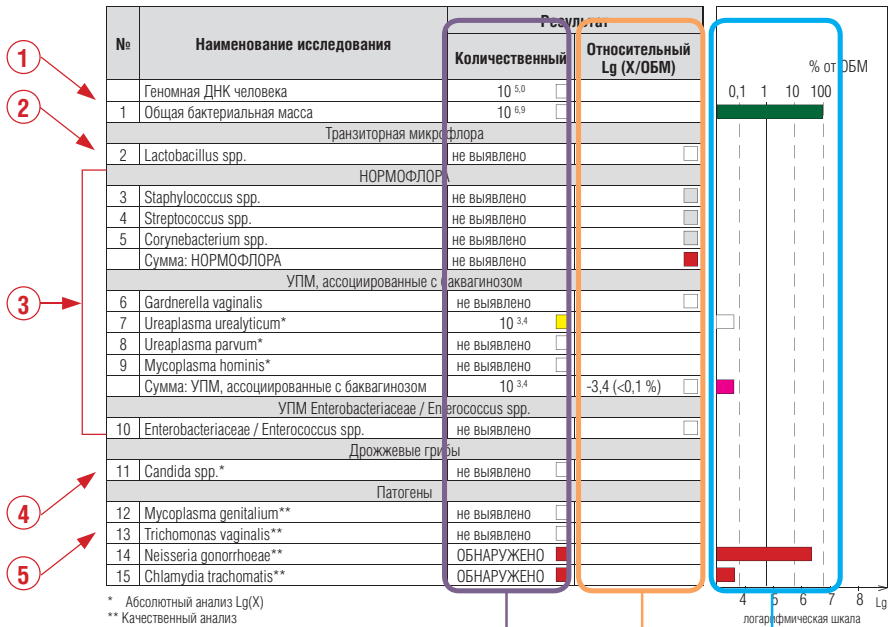 Результат
№ Наименование исследования Количественный Относительный Lg (Х/ОБМ)
% от ОБМ
0,1 1 10 100
1
Геномная ДНК человека 10 5,0
1 Общая бактериальная масса 10 6,9
2
Транзиторная микрофлора
2 Lactobacillus spp. не выявлено
НОРМОФЛОРА
3 Staphylococcus spp. не выявлено
4 Streptococcus spp. не выявлено
5 Corynebacterium spp. не выявлено
Сумма: НОРМОФЛОРА не выявлено
УПМ, ассоциированные с баквагинозом
3
6 Gardnerella vaginalis не выявлено
7 Ureaplasma urealyticum* 10 3,4
8 Ureaplasma parvum* не выявлено
9 Mycoplasma hominis* не выявлено
Сумма: УПМ, ассоциированные с баквагинозом 10 3,4 -3,4 (<0,1 %)
УПМ Enterobacteriaceae / Enterococcus spp.
10 Enterobacteriaceae / Enterococcus spp. не выявлено
Дрожжевые грибы
11 Candida spp.* не выявлено
4
Патогены
12 Mycoplasma genitalium** не выявлено
13 Trichomonas vaginalis** не выявлено
14 Neisseria gonorrhoeae** ОБНАРУЖЕНО
5
15 Chlamydia trachomatis** ОБНАРУЖЕНО
4 5 6 7 8 Lg
* Абсолютный анализ Lg(X)
** Качественный анализ
логарифмическая шкала